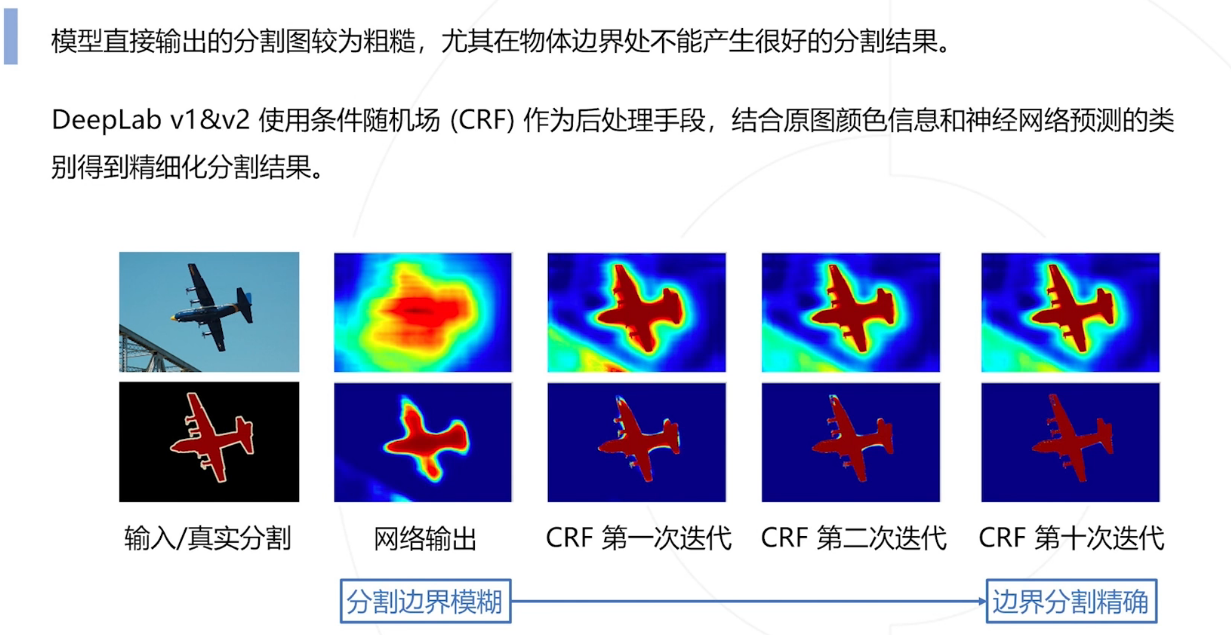 模型直接输出的分割图较为粗糙，尤其在物体边界处不能产生很好的分割结果。
DeepLab v1&v2 使用条件随机场 (CRF) 作为后处理手段，结合原图颜色信息和神经网络预测的类
别得到精细化分割结果。
输入/真实分割
网络输出
CRF 第一次迭代
CRF 第二次迭代
CRF 第十次迭代
分割边界模糊
边界分割精确